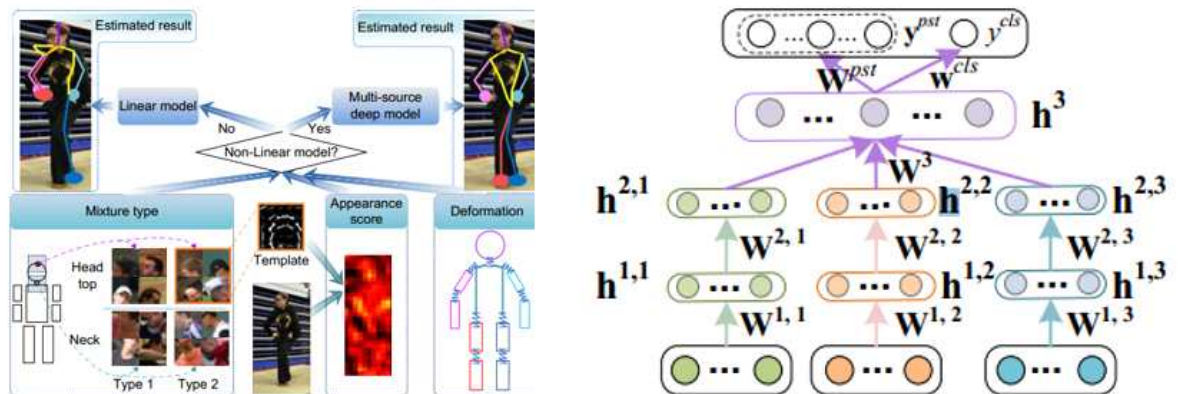 Estimated result
Estimated result
Linear model
Multi-source
deep model
No
Yes
Non-Linear model?
Mixture type
Appearance
score
Deformation
Template
Head
top
Neck
Type 1
Type 2
y^pst
y^cls
W^pst
w^cls
h^3
W^3
h^2,1
h^2,2
h^2,3
W^2, 1
W^2, 2
W^2, 3
h^1,1
h^1,2
h^1,3
W^1, 1
W^1, 2
W^1, 3